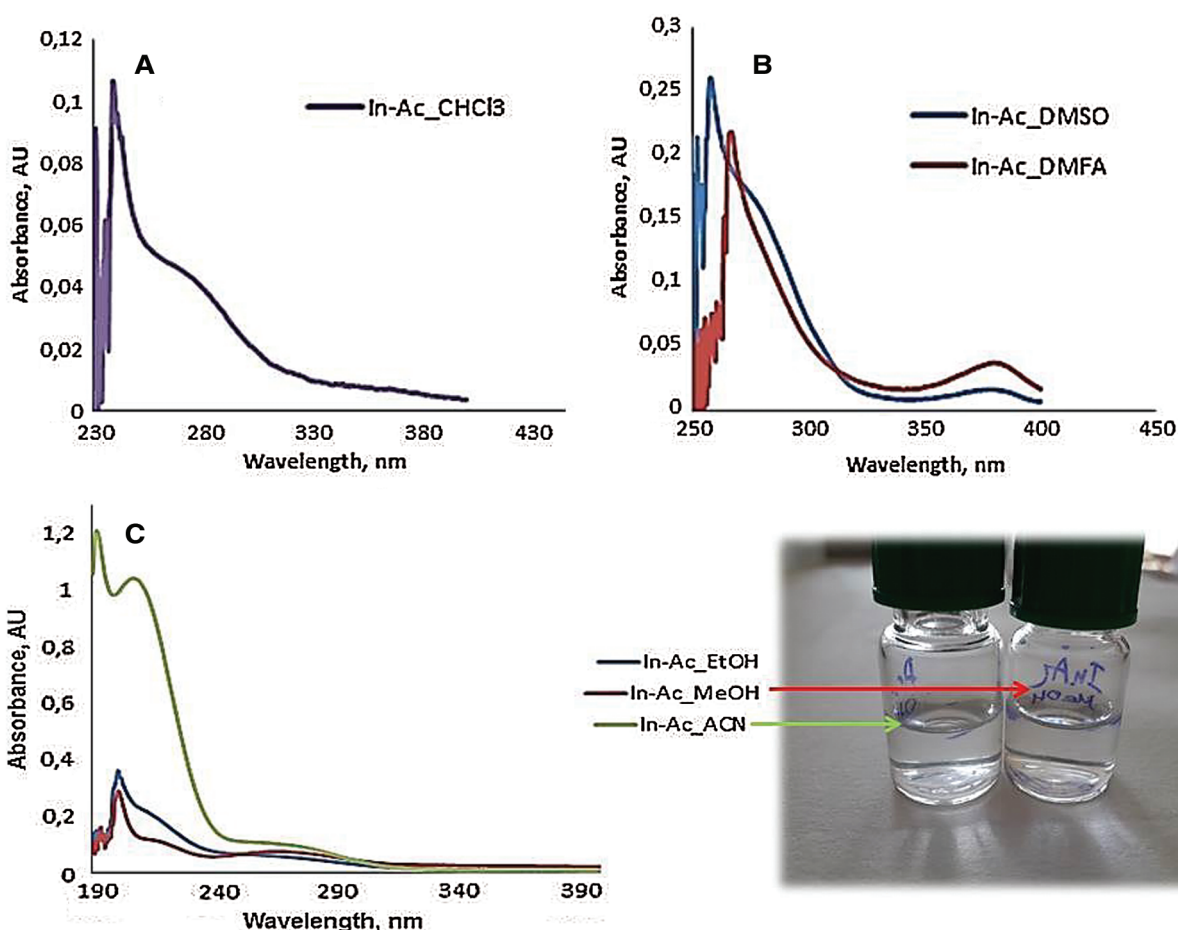 A
In-Ac_CHCl3
0,12
0,1
0,08
0,06
0,04
0,02
0
Absorbance, AU
230 280 330 380 430
Wavelength, nm
B
In-Ac_DMSO
In-Ac_DMFA
0,3
0,25
0,2
0,15
0,1
0,05
0
Absorbance, AU
250 300 350 400 450
Wavelength, nm
C
1,2
1
0,8
0,6
0,4
0,2
0
Absorbance, AU
190 240 290 340 390
Wavelength, nm
In-Ac_EtOH
In-Ac_MeOH
In-Ac_ACN
MeOH